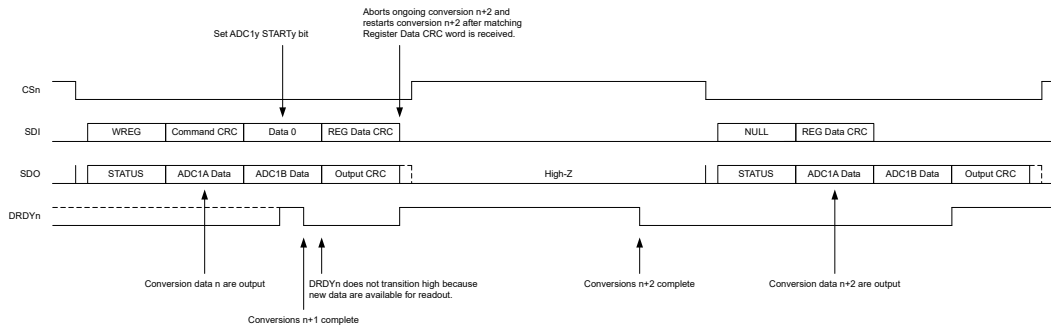 Aborts ongoing conversion n+2 and
restarts conversion n+2 after matching
Register Data CRC word is received.
Set ADC1y STARTy bit
CSn
SDI
WREG
Command CRC
Data 0
REG Data CRC
NULL
REG Data CRC
SDO
STATUS
ADC1A Data
ADC1B Data
Output CRC
High-Z
STATUS
ADC1A Data
ADC1B Data
Output CRC
DRDYn
Conversion data n are output
DRDYn does not transition high because
new data are available for readout.
Conversions n+2 complete
Conversion data n+2 are output
Conversions n+1 complete